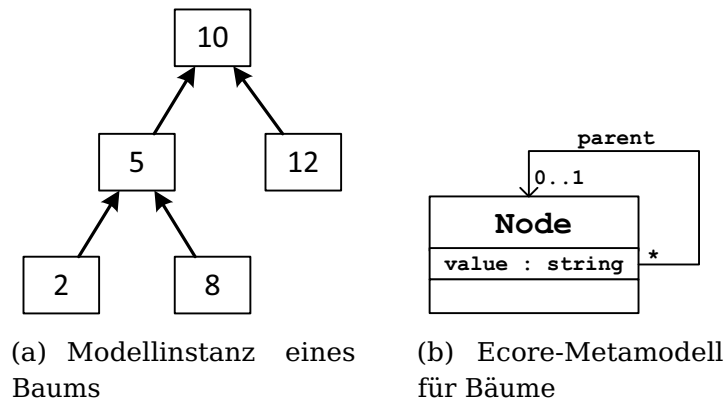 10
5
12
2
8
parent
0..1
Node
value : string
*
(a) Modellinstanz eines
Baums
(b) Ecore-Metamodell
für Bäume